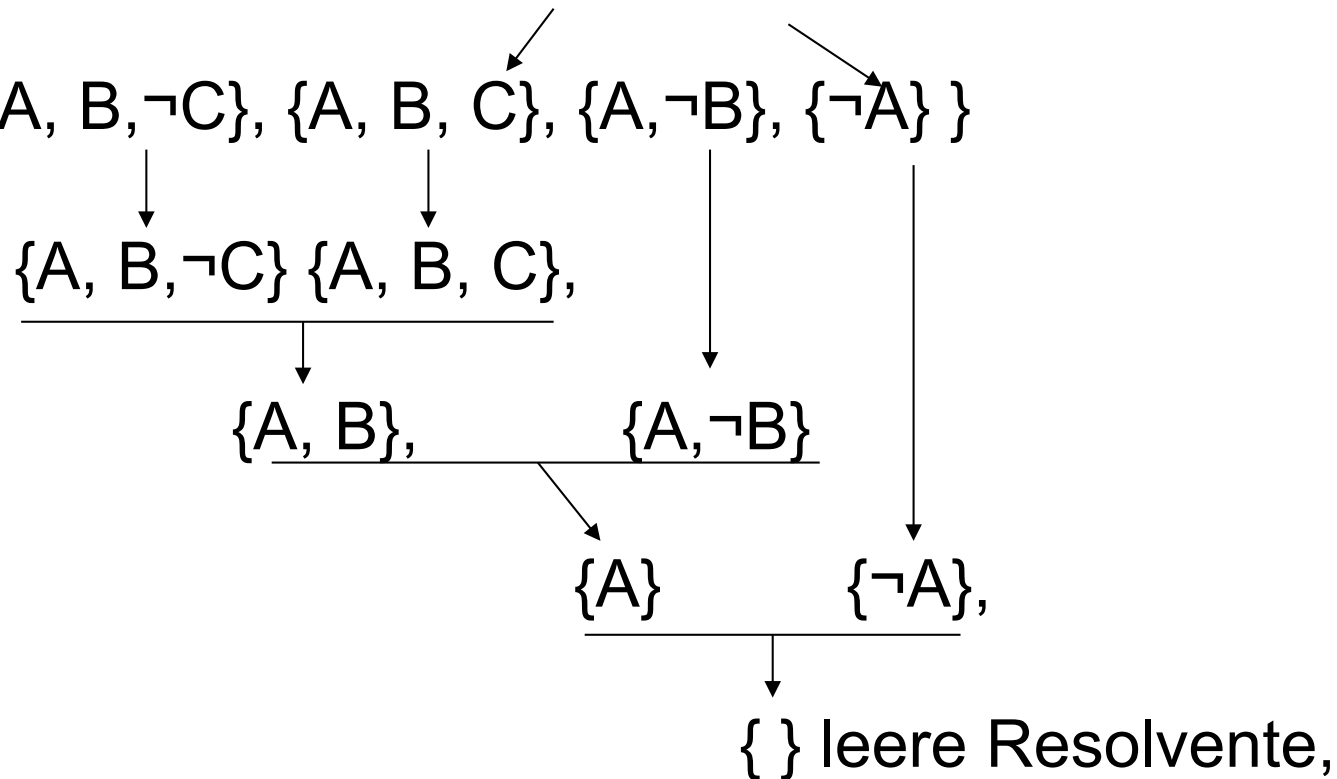 A, B,¬C}, {A, B, C}, {A,¬B}, {¬A} }
{A, B,¬C} {A, B, C},
{A, B}, {A,¬B}
{A} {¬A},
{ } leere Resolvente,